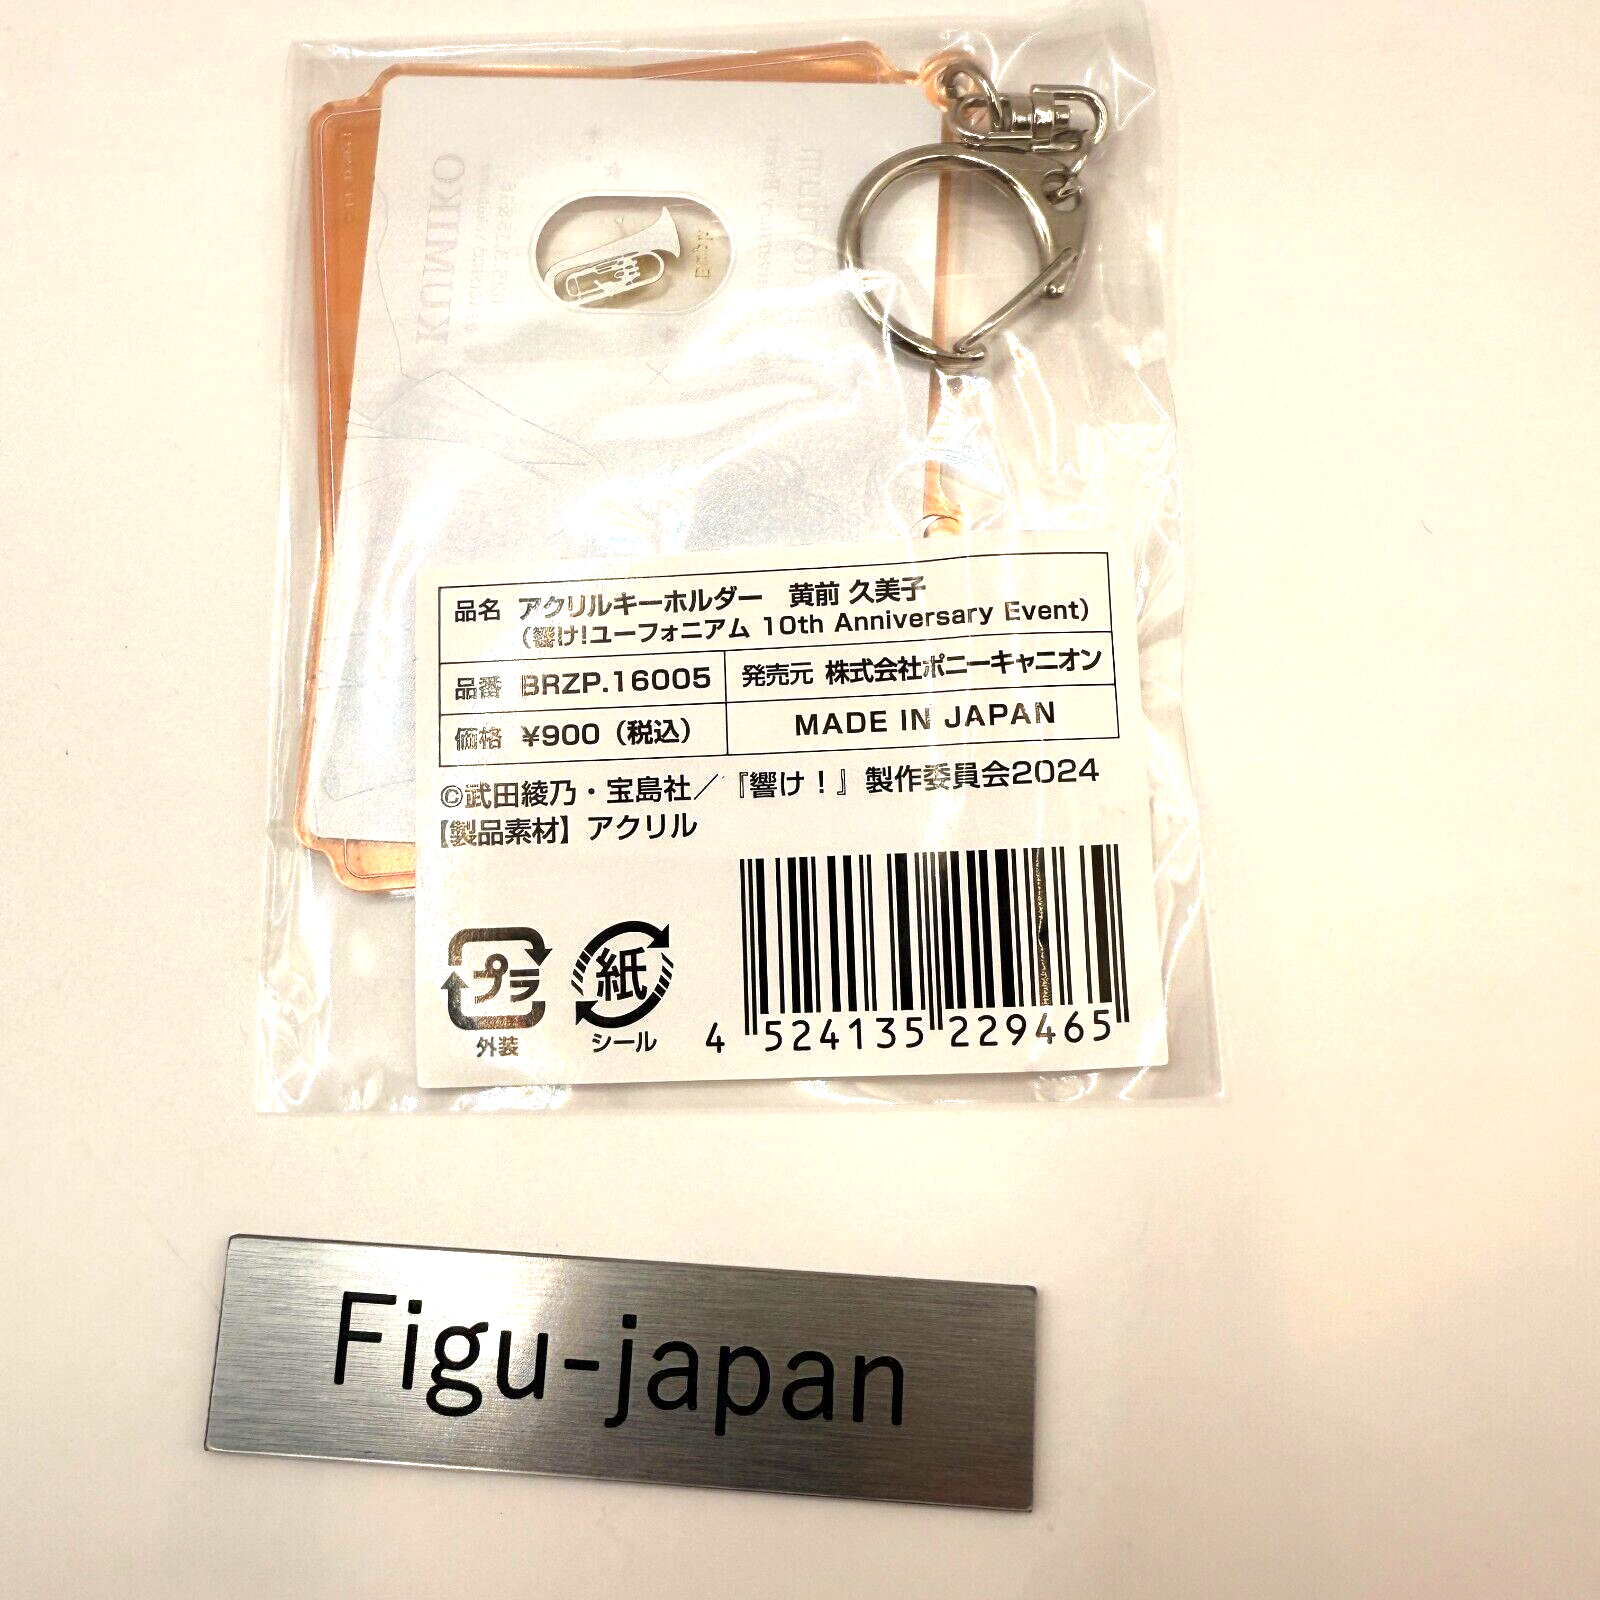 KUMIKO
品名 アクリルキーホルダー 黄前 久美子
（響け!ユーフォニアム 10th Anniversary Event）
品番 BRZP.16005 発売元 株式会社ポニーキャニオン
価格 ¥900（税込） MADE IN JAPAN
©武田綾乃・宝島社／『響け！』製作委員会2024
【製品素材】アクリル
プラ 紙
外装 シール
4 524135 229465
Figu-japan